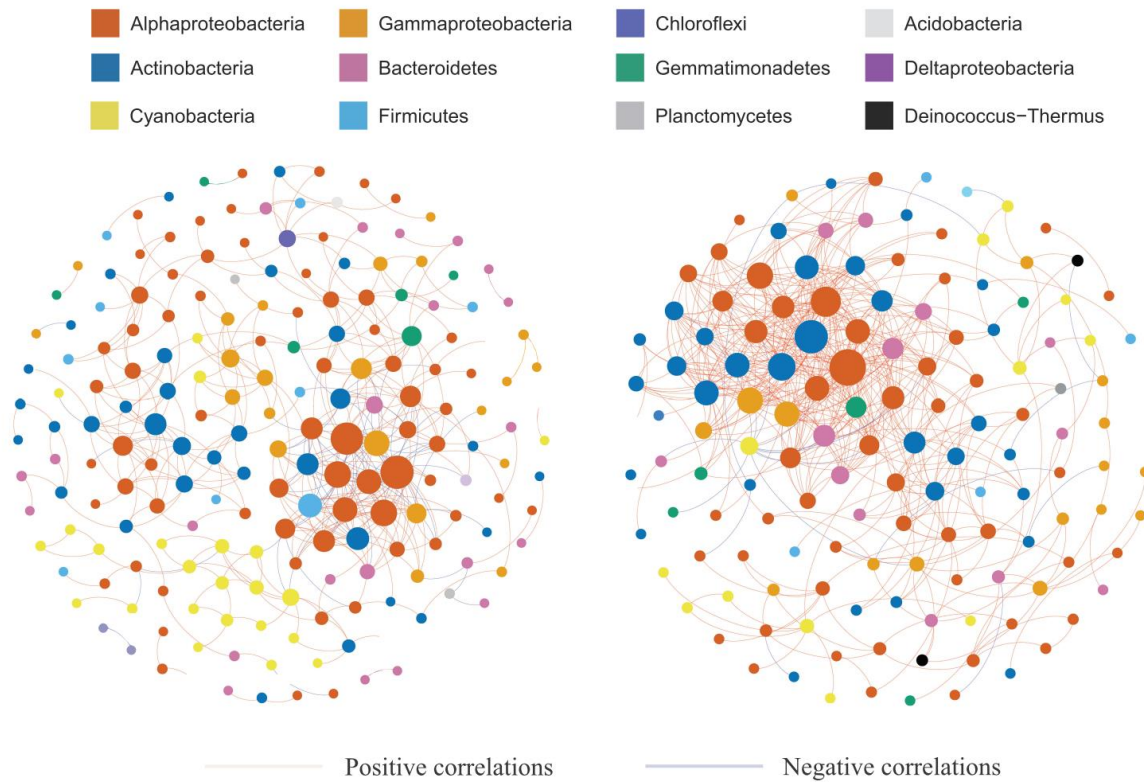 Alphaproteobacteria Gammaproteobacteria Chloroflexi Acidobacteria
Actinobacteria Bacteroidetes Gemmatimonadetes Deltaproteobacteria
Cyanobacteria Firmicutes Planctomycetes Deinococcus−Thermus
Positive correlations Negative correlations